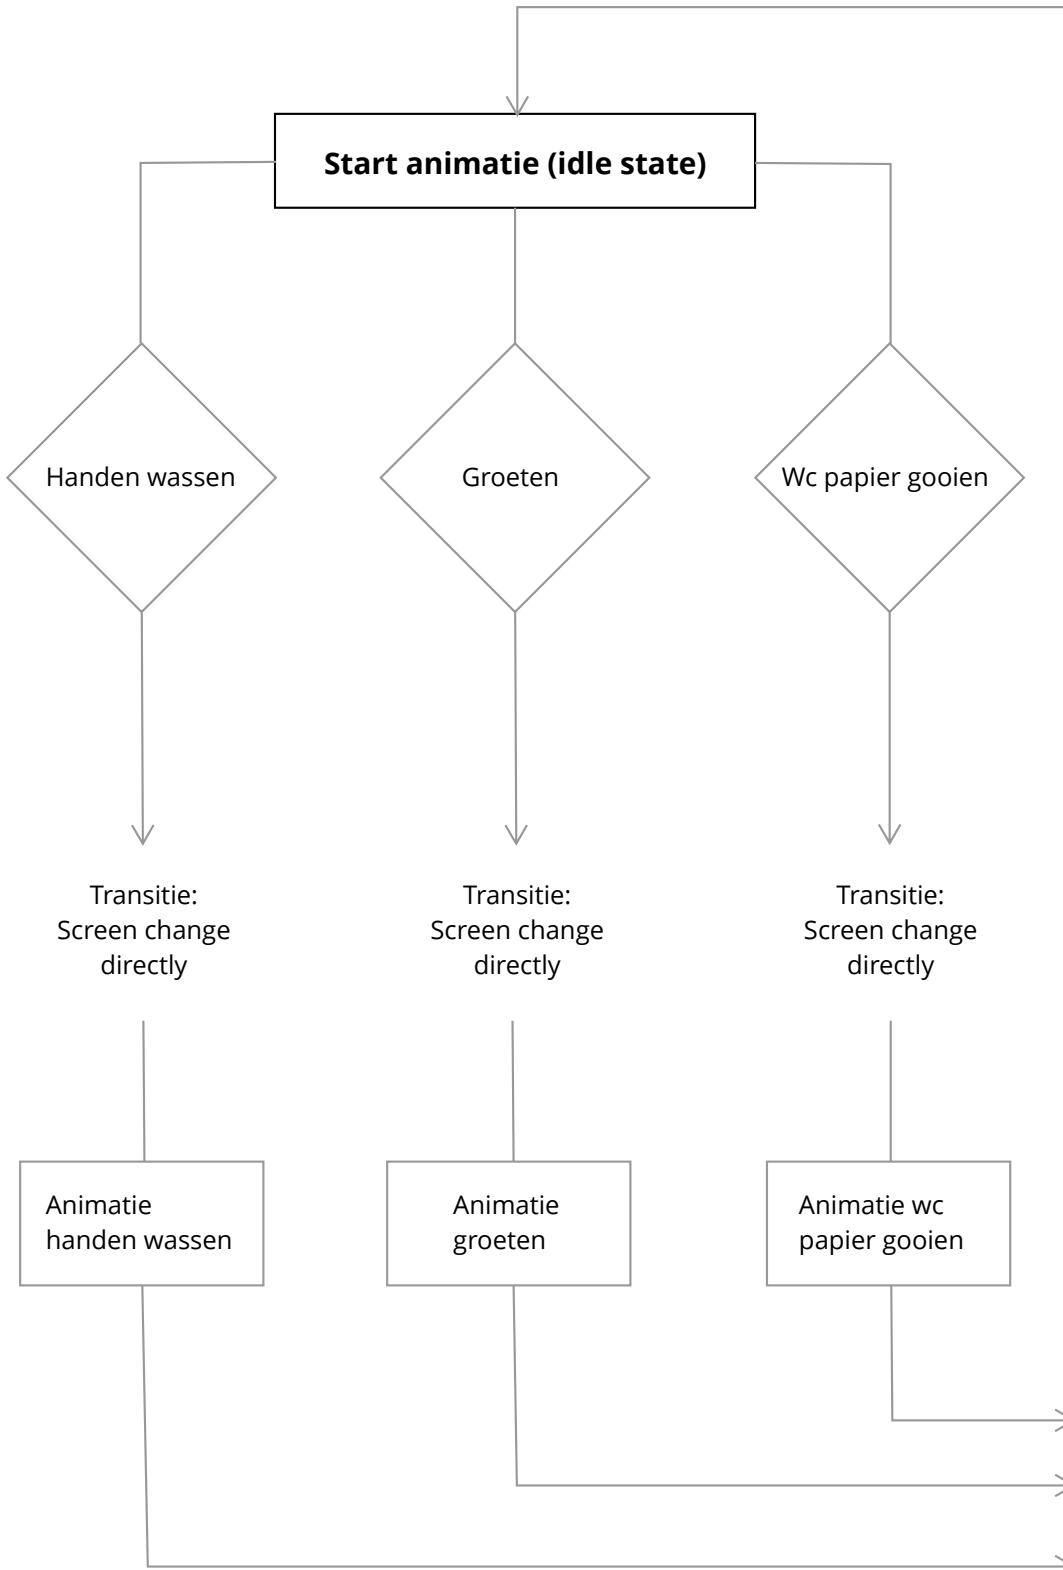 Start animatie (idle state)
Handen wassen
Groeten
Wc papier gooien
Transitie:
Screen change
directly
Transitie:
Screen change
directly
Transitie:
Screen change
directly
Animatie
handen wassen
Animatie
groeten
Animatie wc
papier gooien